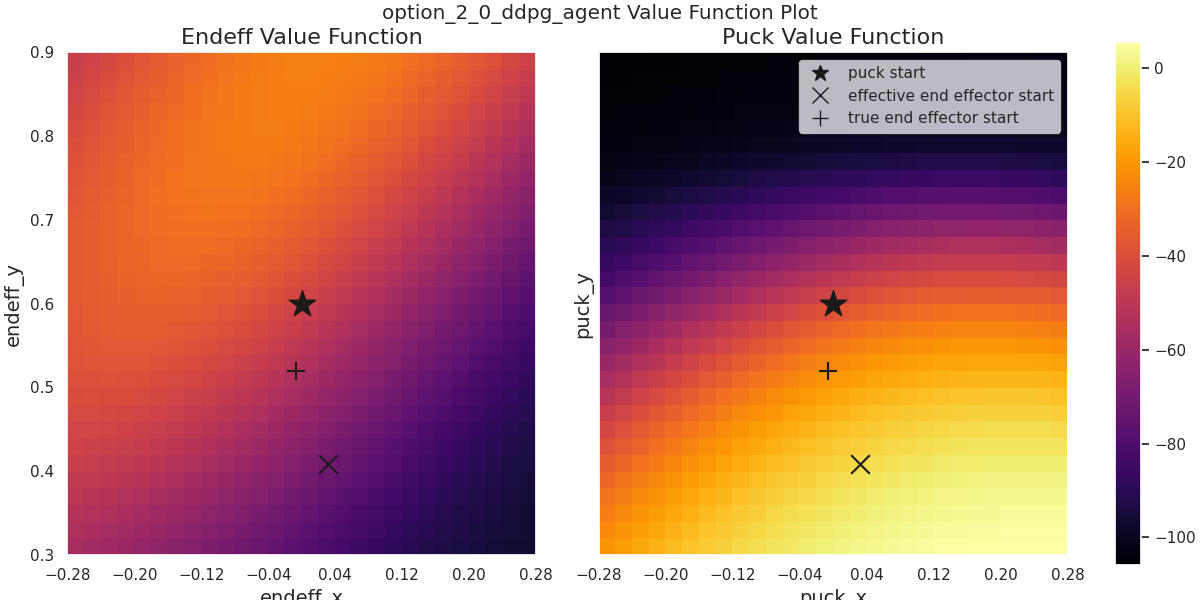 option_2_0_ddpg_agent Value Function Plot
Endeff Value Function
Puck Value Function
puck start
effective end effector start
true end effector start
0.9
0.8
0.7
0.6
0.5
0.4
0.3
endeff_y
−0.28 −0.20 −0.12 −0.04 0.04 0.12 0.20 0.28
endeff_x
puck_y
−0.28 −0.20 −0.12 −0.04 0.04 0.12 0.20 0.28
puck_x
0
−20
−40
−60
−80
−100